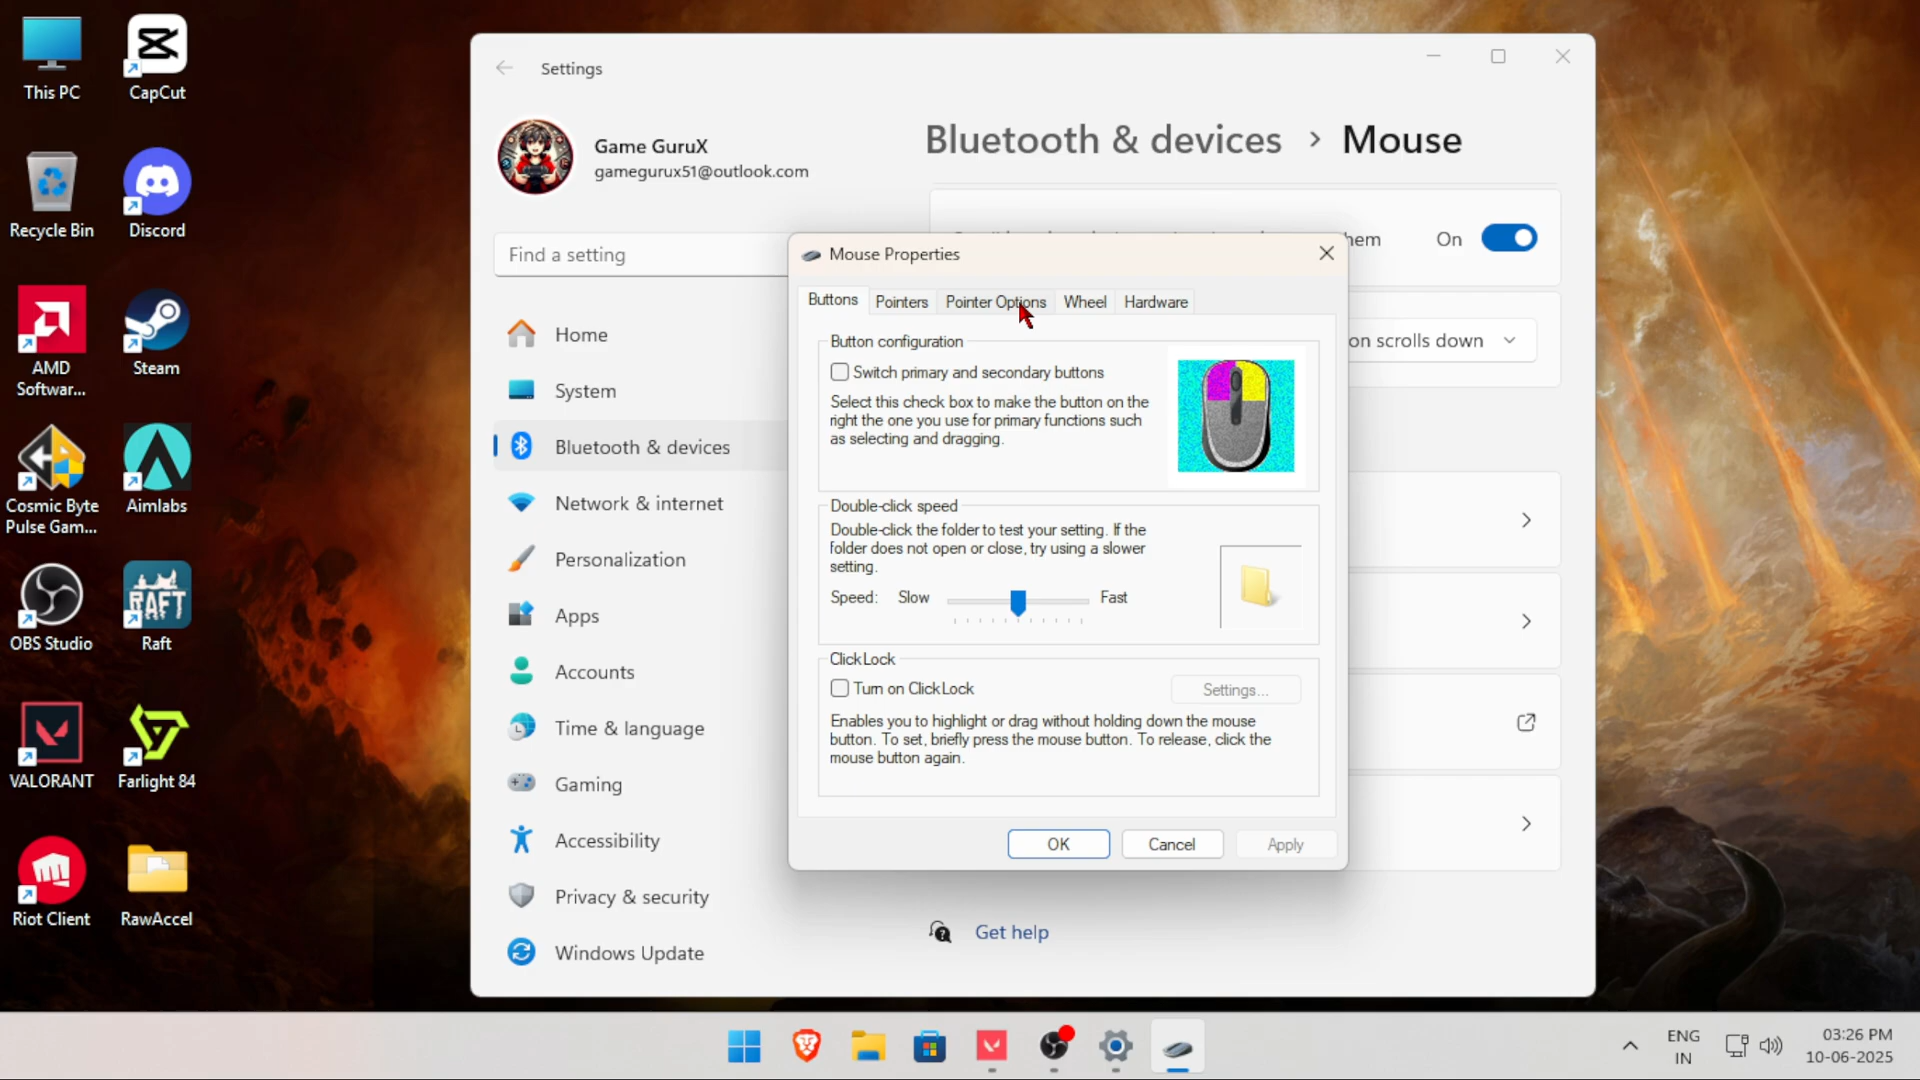 This PC
CapCut
Recycle Bin
Discord
AMD
Softwar...
Steam
Cosmic Byte
Pulse Gam...
Aimlabs
OBS Studio
RAFT
Raft
VALORANT
Farlight 84
Riot Client
RawAccel
Settings
Game GuruX
gamegurux51@outlook.com
Find a setting
Home
System
Bluetooth & devices
Network & internet
Personalization
Apps
Accounts
Time & language
Gaming
Accessibility
Privacy & security
Windows Update
Bluetooth & devices > Mouse
hem
On
on scrolls down
Mouse Properties
Buttons Pointers Pointer Options Wheel Hardware
Button configuration
Switch primary and secondary buttons
Select this check box to make the button on the
right the one you use for primary functions such
as selecting and dragging.
Double-click speed
Double-click the folder to test your setting. If the
folder does not open or close, try using a slower
setting.
Speed: Slow Fast
ClickLock
Turn on ClickLock
Settings...
Enables you to highlight or drag without holding down the mouse
button. To set, briefly press the mouse button. To release, click the
mouse button again.
OK Cancel Apply
Get help
ENG
IN
03:26 PM
10-06-2025